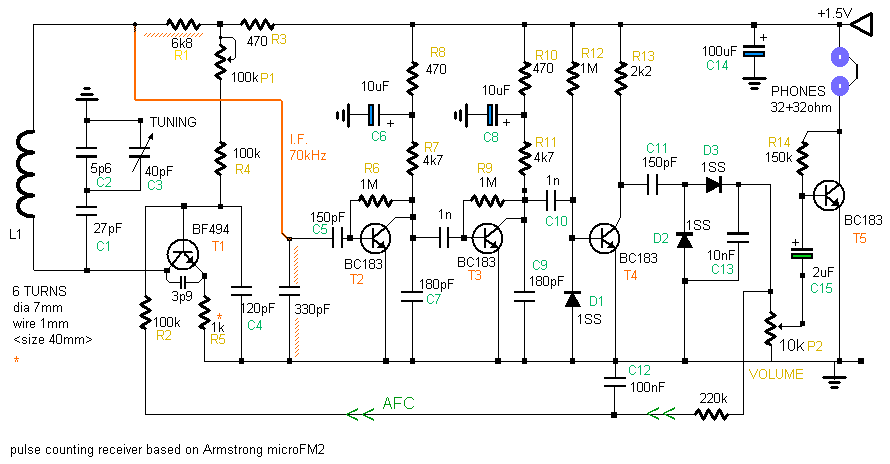 +1.5V
6k8
R1
470
R3
R8
470
R10
470
R12
1M
R13
2k2
100uF
C14
+
PHONES
32+32ohm
100k
P1
10uF
C6
+
10uF
C8
+
I.F.
70kHz
TUNING
5p6
C2
40pF
C3
100k
R4
R7
4k7
R11
4k7
C11
150pF
D3
1SS
R14
150k
R6
1M
R9
1M
L1
27pF
C1
BF494
T1
150pF
C5
1n
1n
C10
BC183
T2
BC183
T3
BC183
T4
1SS
D2
10nF
C13
BC183
T5
+
2uF
C15
6 TURNS
dia 7mm
wire 1mm
<size 40mm>
*
3p9
100k
R2
*
1k
R5
120pF
C4
330pF
180pF
C7
C9
180pF
D1
1SS
10k
P2
VOLUME
C12
100nF
220k
AFC
pulse counting receiver based on Armstrong microFM2